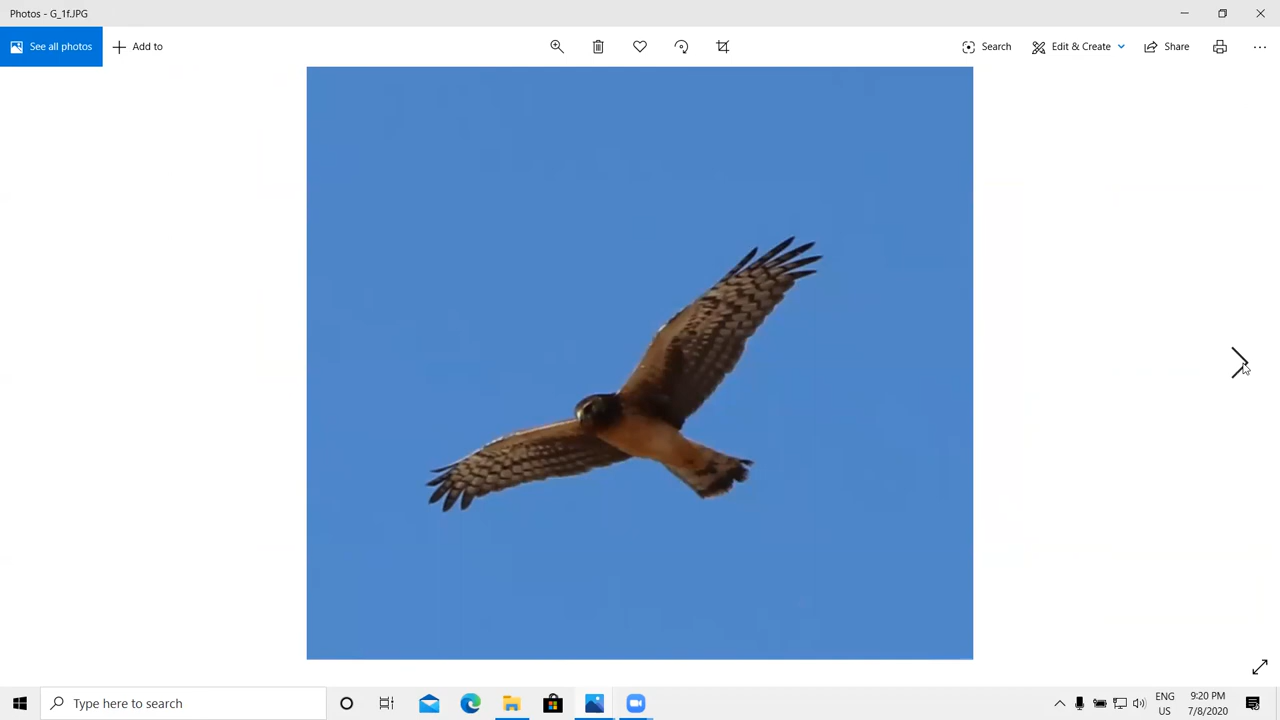 Photos - G_1f.JPG
See all photos
Add to
Search
Edit & Create
Share
Type here to search
ENG
US
9:20 PM
7/8/2020